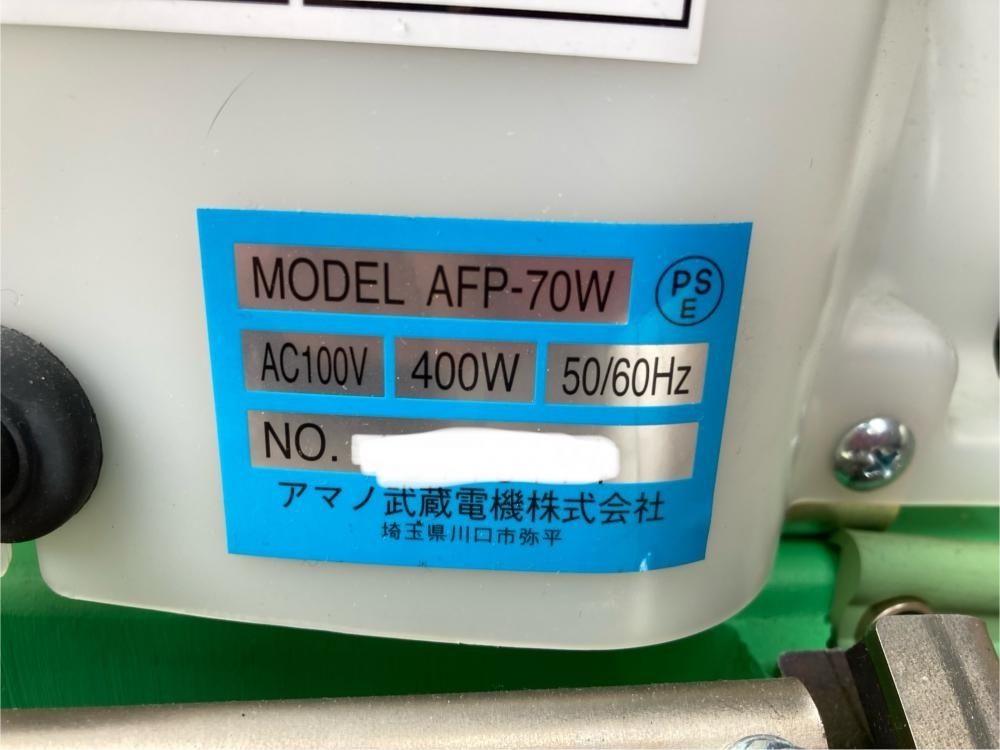 MODEL AFP-70W PS E
AC100V 400W 50/60Hz
NO.
アマノ武蔵電機株式会社
埼玉県川口市弥平